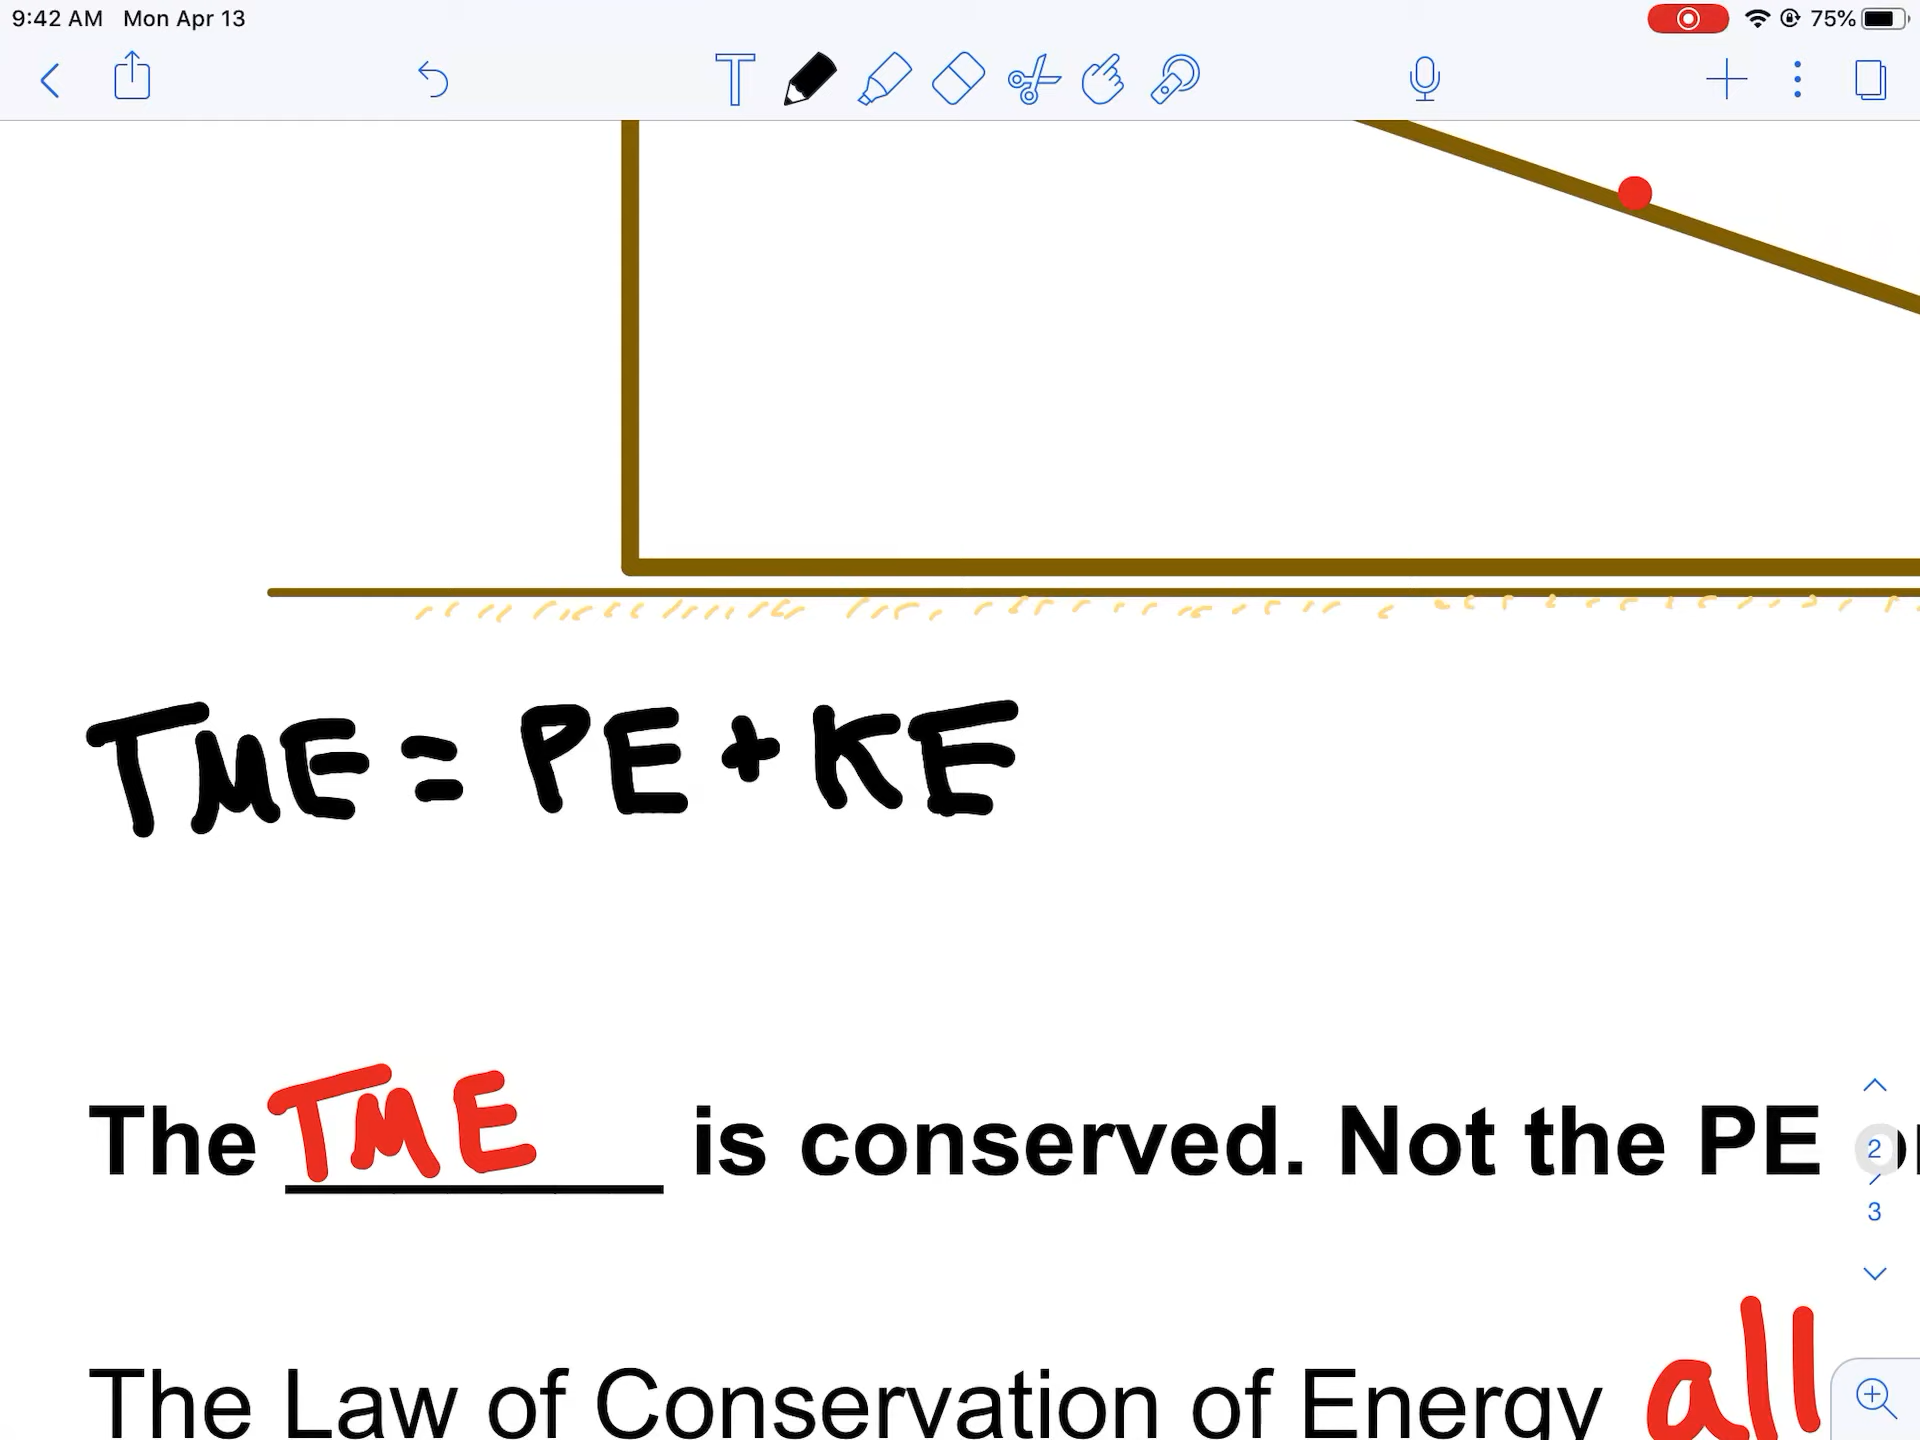 9:42 AM Mon Apr 13 75%
T
TME = PE + KE
The TME is conserved. Not the PE
2
3
The Law of Conservation of Energy all